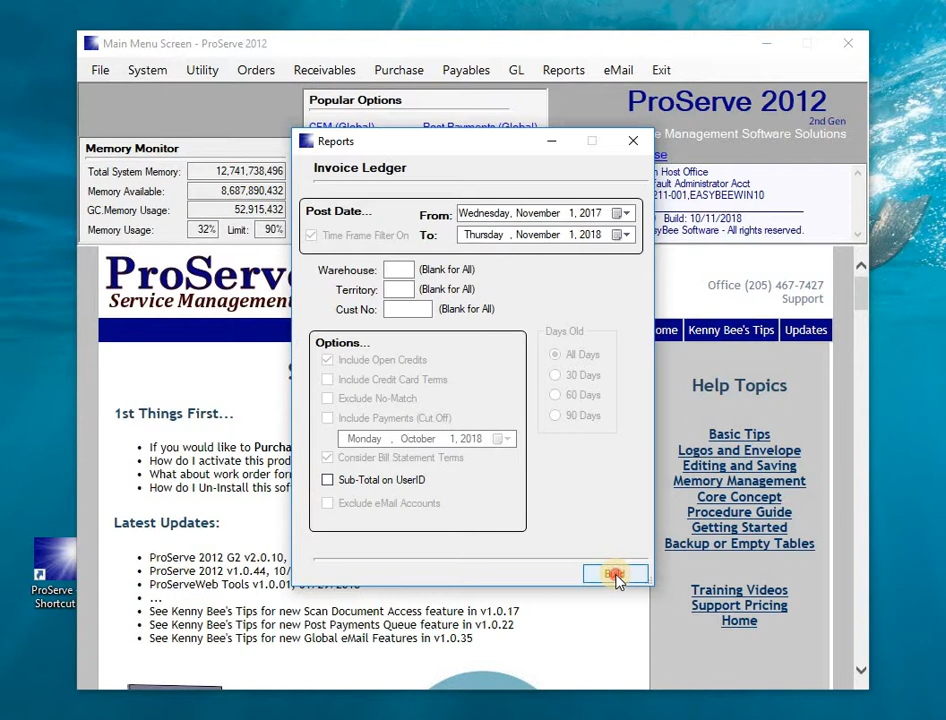 Main Menu Screen - ProServe 2012
File System Utility Orders Receivables Purchase Payables GL Reports eMail Exit
Popular Options
ProServe 2012
2nd Gen
e Management Software Solutions
Memory Monitor
Total System Memory: 12,741,738,496
Memory Available: 8,687,890,432
GC.Memory Usage: 52,915,432
Memory Usage: 32% Limit: 90%
se
n Host Office
fault Administrator Acct
211-001,EASYBEEWIN10
Build: 10/11/2018
syBee Software - All rights reserved.
Reports
Invoice Ledger
Post Date...
From: Wednesday, November 1, 2017
Time Frame Filter On
To: Thursday , November 1, 2018
Warehouse: (Blank for All)
Territory: (Blank for All)
Cust No: (Blank for All)
Options...
Include Open Credits
Include Credit Card Terms
Exclude No-Match
Include Payments (Cut Off)
Monday , October 1, 2018
Consider Bill Statement Terms
Sub-Total on UserID
Exclude eMail Accounts
Days Old
All Days
30 Days
60 Days
90 Days
ProServ
Service Management
Office (205) 467-7427
Support
ome Kenny Bee's Tips Updates
1st Things First...
If you would like to Purcha
How do I activate this prod
What about work order form
How do I Un-Install this sof
Latest Updates:
ProServe 2012 G2 v2.0.10,
ProServe 2012 v1.0.44, 10/
ProServeWeb Tools v1.0.01,
...
See Kenny Bee's Tips for new Scan Document Access feature in v1.0.17
See Kenny Bee's Tips for new Post Payments Queue feature in v1.0.22
See Kenny Bee's Tips for new Global eMail Features in v1.0.35
Help Topics
Basic Tips
Logos and Envelope
Editing and Saving
Memory Management
Core Concept
Procedure Guide
Getting Started
Backup or Empty Tables
Training Videos
Support Pricing
Home
ProServe -
Shortcut